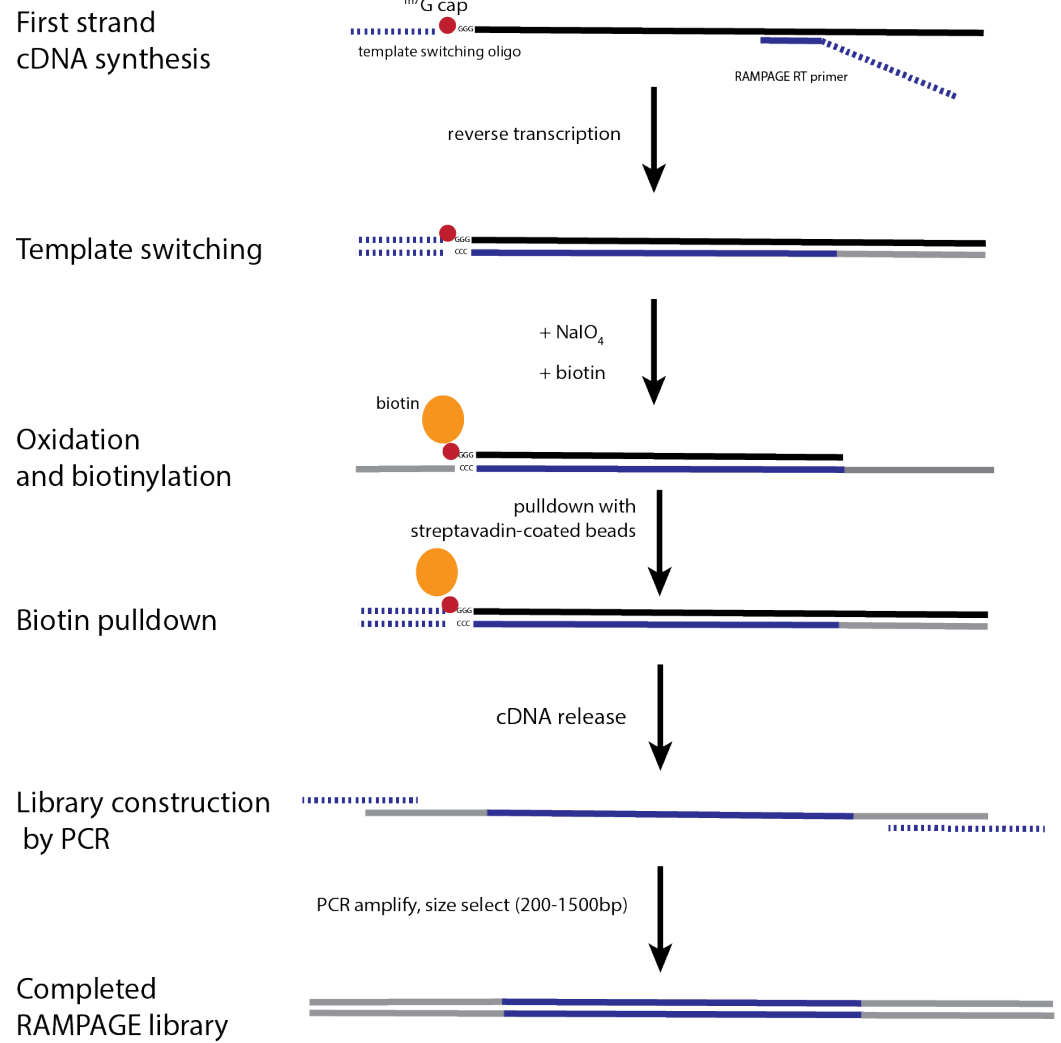 First strand
cDNA synthesis
m7G cap
GGG
template switching oligo
RAMPAGE RT primer
reverse transcription
Template switching
GGG
CCC
+ NaIO4
+ biotin
biotin
Oxidation
and biotinylation
GGG
CCC
pulldown with
streptavadin-coated beads
Biotin pulldown
GGG
CCC
cDNA release
Library construction
by PCR
PCR amplify, size select (200-1500bp)
Completed
RAMPAGE library